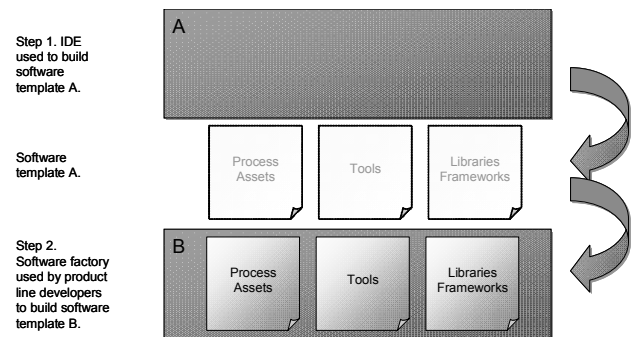 Step 1. IDE
used to build
software
template A.
A
Software
template A.
Process
Assets
Tools
Libraries
Frameworks
Step 2.
Software factory
used by product
line developers
to build software
template B.
B
Process
Assets
Tools
Libraries
Frameworks